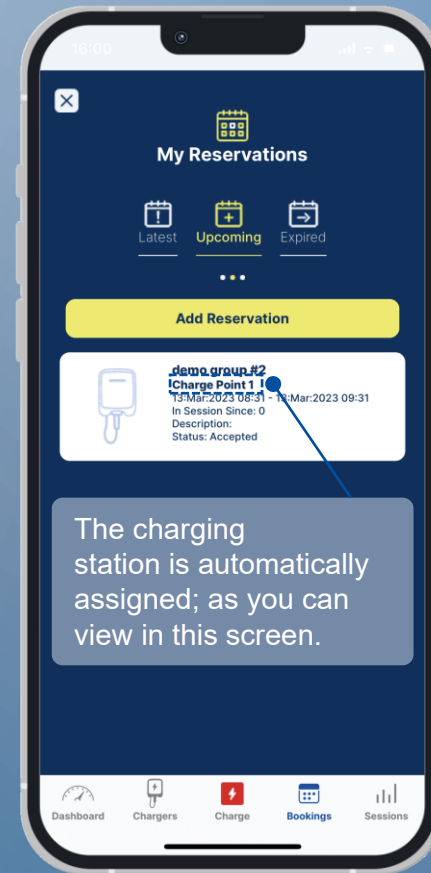 16:00
My Reservations
Latest Upcoming Expired
Add Reservation
demo group #2
Charge Point 1
13:Mar:2023 08:31 - 13:Mar:2023 09:31
In Session Since: 0
Description:
Status: Accepted
The charging
station is automatically
assigned; as you can
view in this screen.
Dashboard Chargers Charge Bookings Sessions